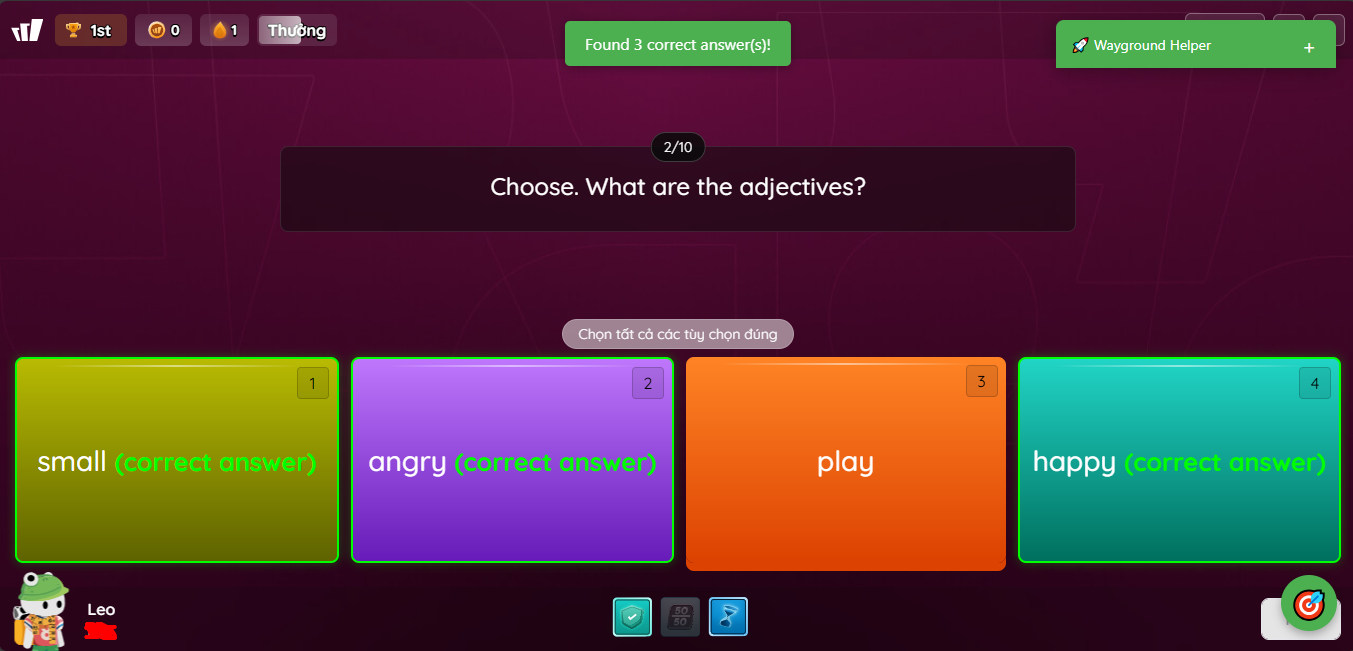 1st
0
1
Thưởng
Found 3 correct answer(s)!
🚀 Wayground Helper
+
2/10
Choose. What are the adjectives?
Chọn tất cả các tùy chọn đúng
1
small (correct answer)
2
angry (correct answer)
3
play
4
happy (correct answer)
Leo
50
50